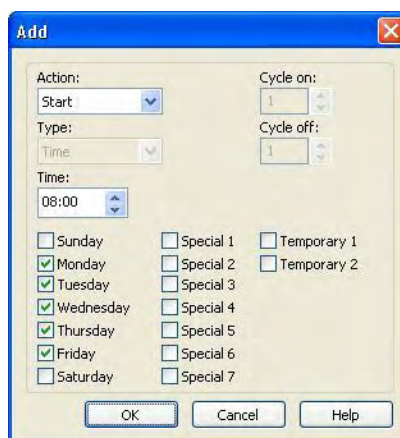 Add
Action:
Start
Cycle on:
1
Type:
Time
Cycle off:
1
Time:
08:00
Sunday
Special 1
Temporary 1
Monday
Special 2
Temporary 2
Tuesday
Special 3
Wednesday
Special 4
Thursday
Special 5
Friday
Special 6
Saturday
Special 7
OK
Cancel
Help